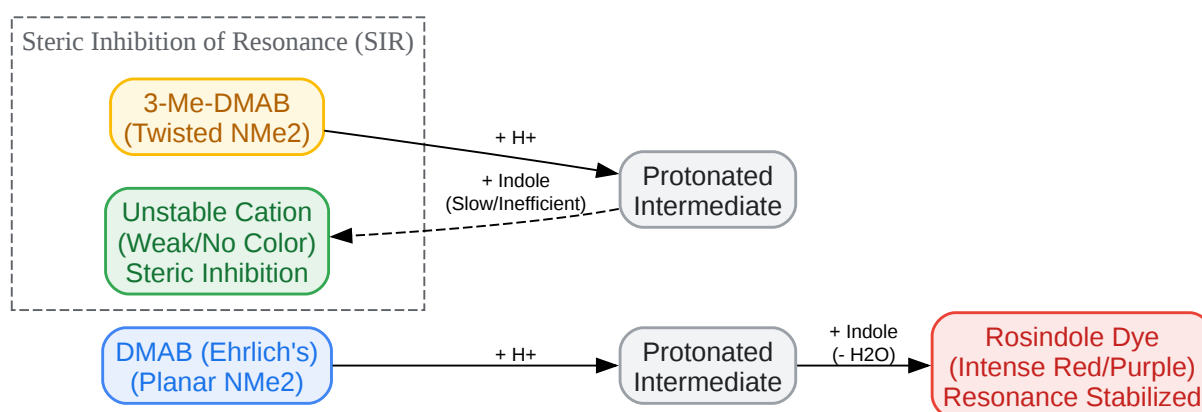 Steric Inhibition of Resonance (SIR)
3-Me-DMAB
(Twisted NMe2)
+ H+
Protonated
Intermediate
+ Indole
(Slow/Inefficient)
Unstable Cation
(Weak/No Color)
Steric Inhibition
DMAB (Ehrlich's)
(Planar NMe2)
+ H+
Protonated
Intermediate
+ Indole
(- H2O)
Rosindole Dye
(Intense Red/Purple)
Resonance Stabilized